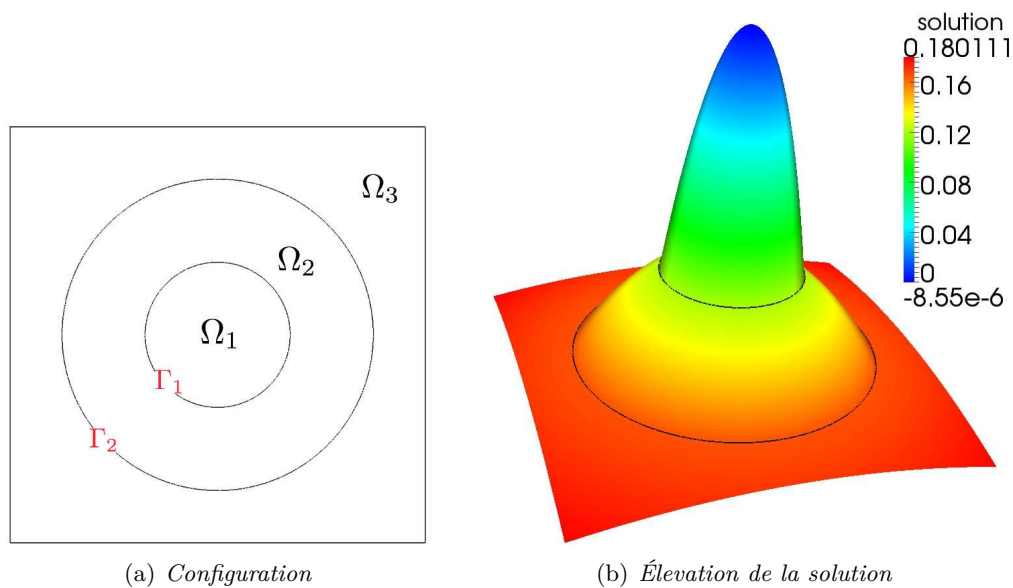 Ω3
Ω2
Ω1
Γ1
Γ2
(a) Configuration
solution
0.180111
0.16
0.12
0.08
0.04
0
-8.55e-6
(b) Élevation de la solution